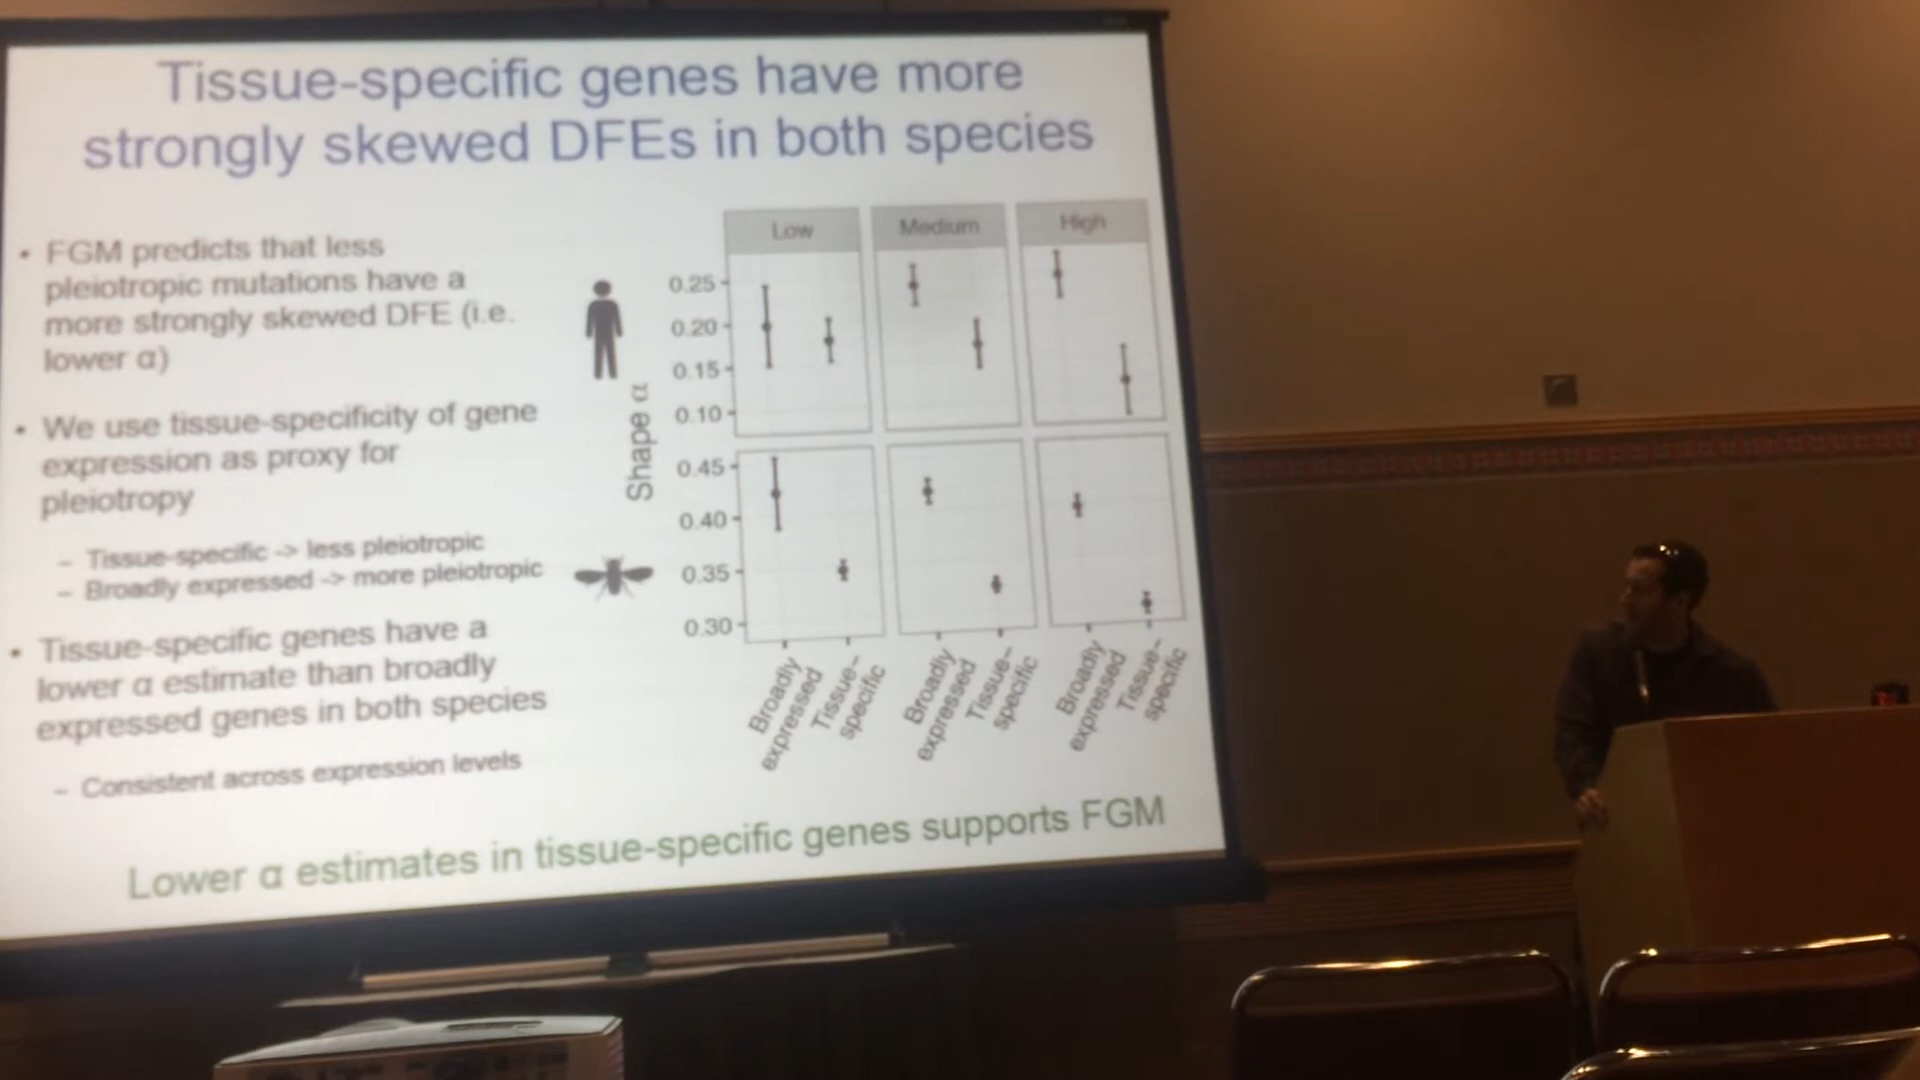 Tissue-specific genes have more
strongly skewed DFEs in both species
• FGM predicts that less
pleiotropic mutations have a
more strongly skewed DFE (i.e.
lower α)
• We use tissue-specificity of gene
expression as proxy for
pleiotropy
– Tissue-specific -> less pleiotropic
– Broadly expressed -> more pleiotropic
• Tissue-specific genes have a
lower α estimate than broadly
expressed genes in both species
– Consistent across expression levels
Low Medium High
Shape α
0.25
0.20
0.15
0.10
0.45
0.40
0.35
0.30
Broadly
expressed
Tissue-
specific
Broadly
expressed
Tissue-
specific
Broadly
expressed
Tissue-
specific
Lower α estimates in tissue-specific genes supports FGM